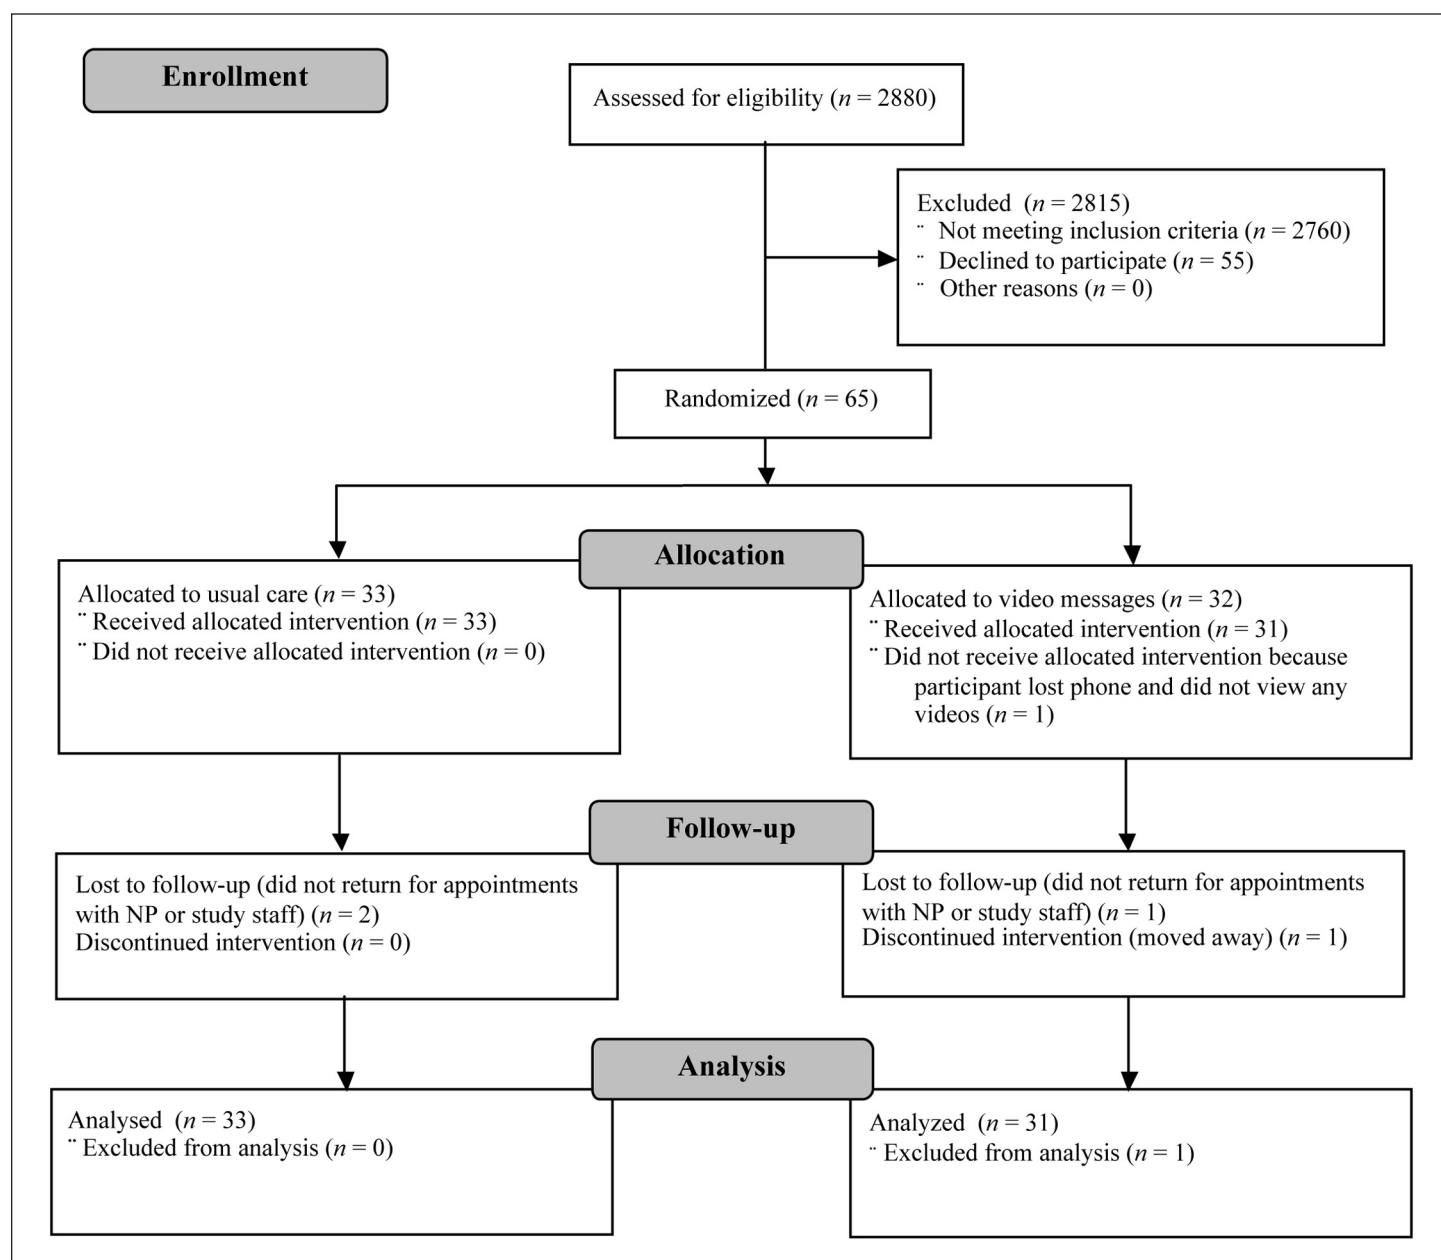 Enrollment
Assessed for eligibility (n = 2880)
Excluded (n = 2815)
¨ Not meeting inclusion criteria (n = 2760)
¨ Declined to participate (n = 55)
¨ Other reasons (n = 0)
Randomized (n = 65)
Allocation
Allocated to usual care (n = 33)
¨ Received allocated intervention (n = 33)
¨ Did not receive allocated intervention (n = 0)
Allocated to video messages (n = 32)
¨ Received allocated intervention (n = 31)
¨ Did not receive allocated intervention because
participant lost phone and did not view any
videos (n = 1)
Follow-up
Lost to follow-up (did not return for appointments
with NP or study staff) (n = 2)
Discontinued intervention (n = 0)
Lost to follow-up (did not return for appointments
with NP or study staff) (n = 1)
Discontinued intervention (moved away) (n = 1)
Analysis
Analysed (n = 33)
¨ Excluded from analysis (n = 0)
Analyzed (n = 31)
¨ Excluded from analysis (n = 1)